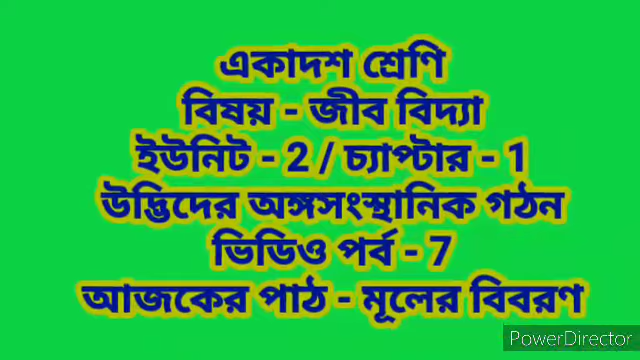 একাদশ শ্রেণি
বিষয় - জীব বিদ্যা
ইউনিট - 2 / চ্যাপ্টার - 1
উদ্ভিদের অঙ্গসংস্থানিক গঠন
ভিডিও পর্ব - 7
আজকের পাঠ - মূলের বিবরণ
PowerDirector